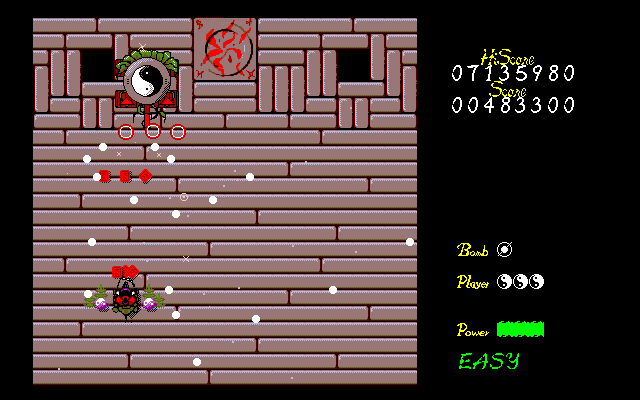 HiScore
07135980
Score
00483300
Bomb
Player
Power
EASY